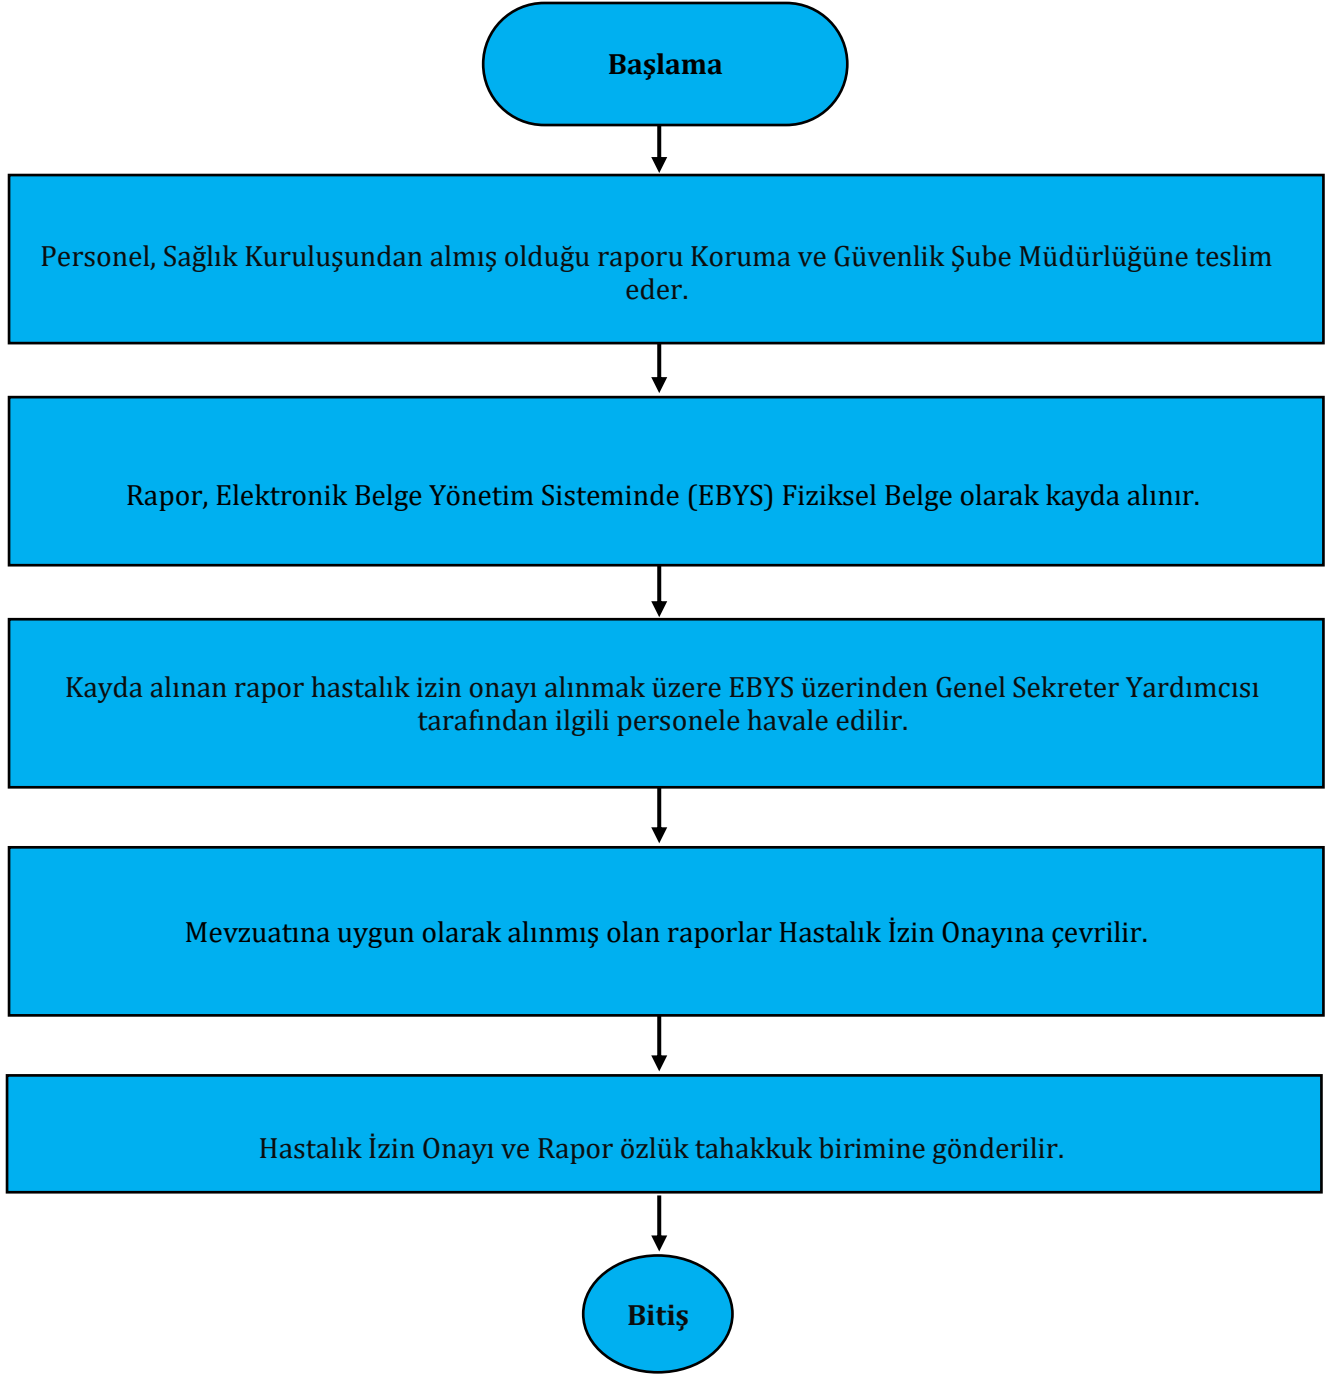 Başlama
Personel, Sağlık Kuruluşundan almış olduğu raporu Koruma ve Güvenlik Şube Müdürlüğüne teslim
eder.
Rapor, Elektronik Belge Yönetim Sisteminde (EBYS) Fiziksel Belge olarak kayda alınır.
Kayda alınan rapor hastalık izin onayı alınmak üzere EBYS üzerinden Genel Sekreter Yardımcısı
tarafından ilgili personele havale edilir.
Mevzuatına uygun olarak alınmış olan raporlar Hastalık İzin Onayına çevrilir.
Hastalık İzin Onayı ve Rapor özlük tahakkuk birimine gönderilir.
Bitiş